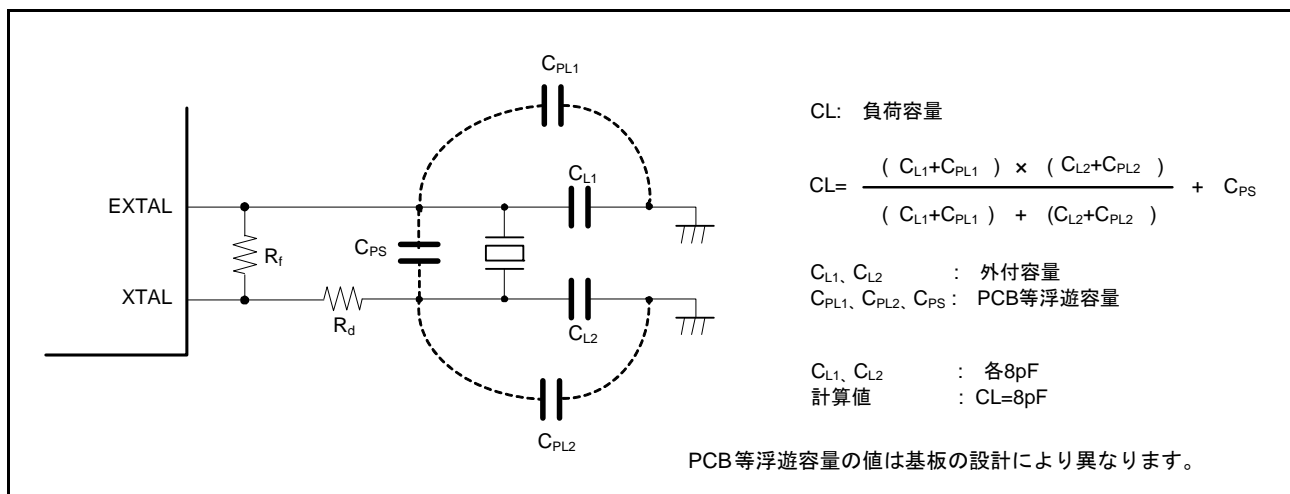 CPL1
CL1
EXTAL
CPS
Rf
XTAL
Rd
CL2
CPL2
CL: 負荷容量
CL= ( CL1+CPL1 ) × ( CL2+CPL2 )
( CL1+CPL1 ) + (CL2+CPL2 ) + CPS
CL1、CL2 : 外付容量
CPL1、CPL2、CPS : PCB等浮遊容量
CL1、CL2 : 各8pF
計算値 : CL=8pF
PCB等浮遊容量の値は基板の設計により異なります。